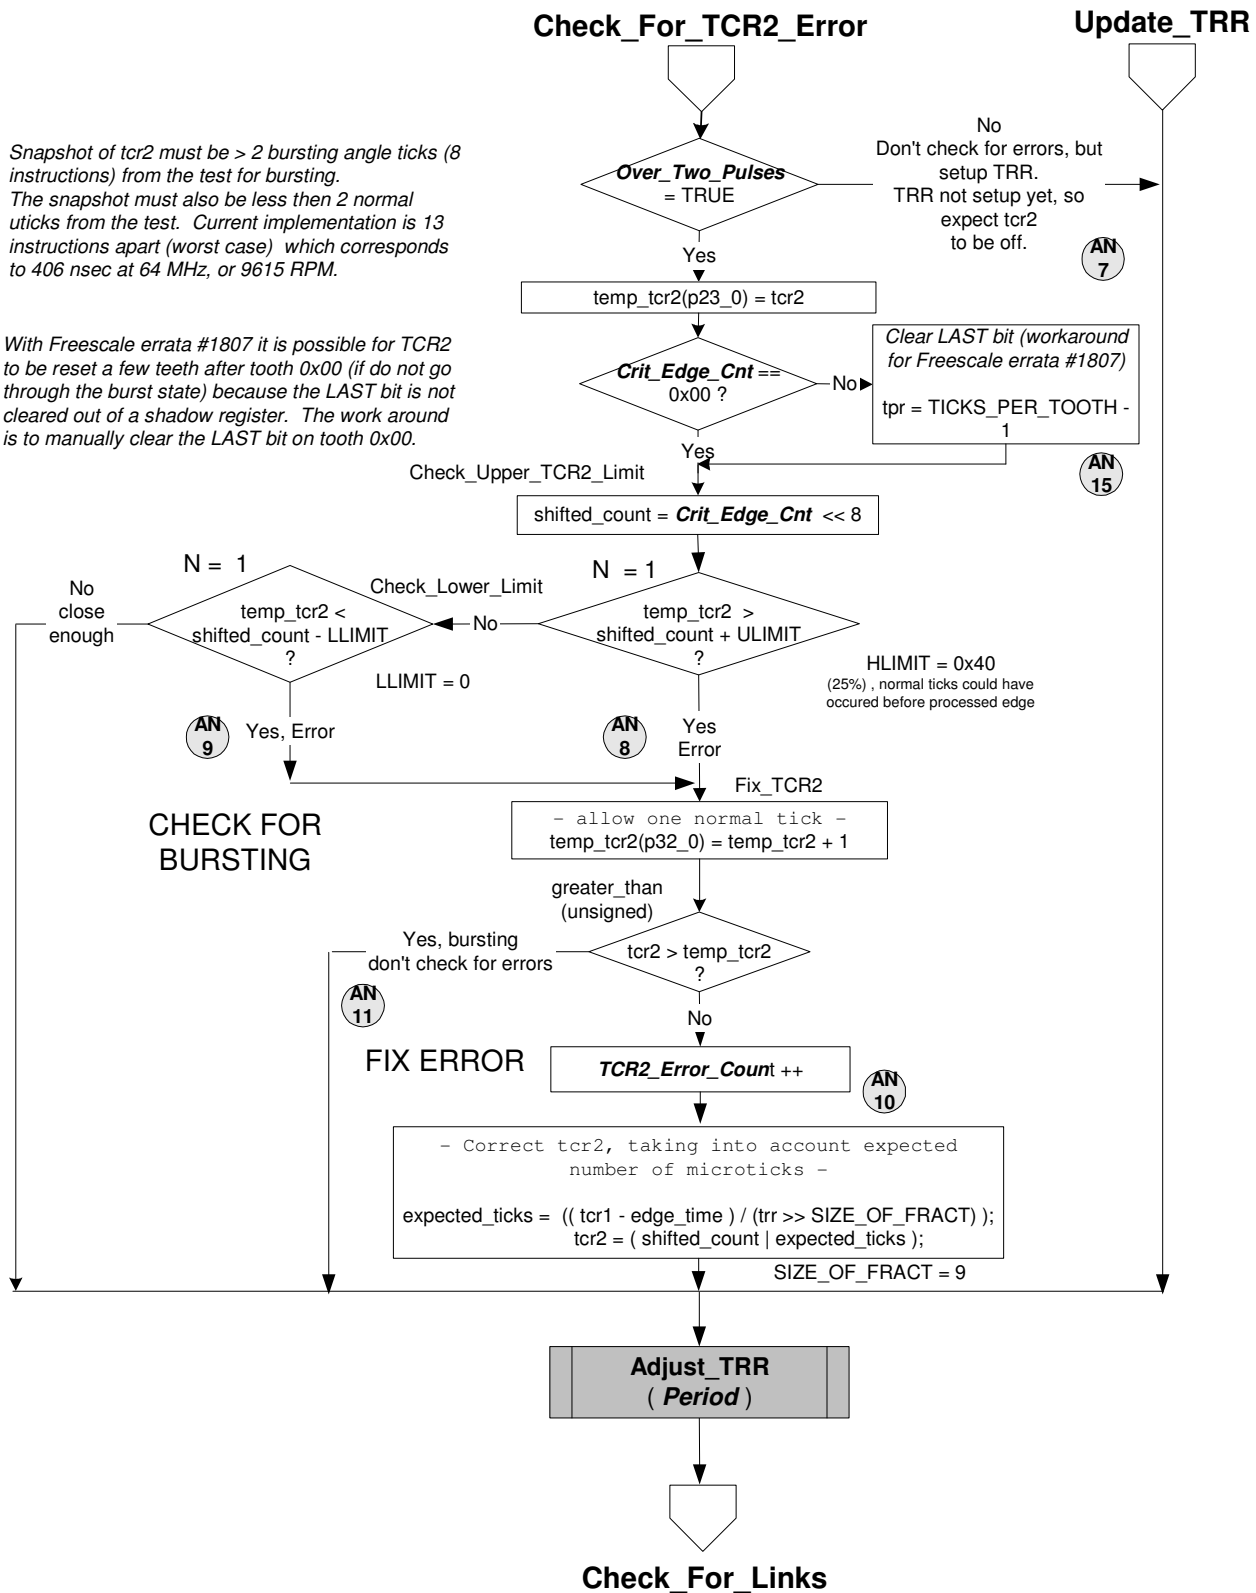 Check_For_TCR2_Error
Update_TRR
Snapshot of tcr2 must be > 2 bursting angle ticks (8
instructions) from the test for bursting.
The snapshot must also be less then 2 normal
uticks from the test.  Current implementation is 13
instructions apart (worst case)  which corresponds
to 406 nsec at 64 MHz, or 9615 RPM.
Over_Two_Pulses
= TRUE
No
Don't check for errors, but
setup TRR.
TRR not setup yet, so
expect tcr2
to be off.
AN
7
Yes
temp_tcr2(p23_0) = tcr2
With Freescale errata #1807 it is possible for TCR2
to be reset a few teeth after tooth 0x00 (if do not go
through the burst state) because the LAST bit is not
cleared out of a shadow register.  The work around
is to manually clear the LAST bit on tooth 0x00.
Crit_Edge_Cnt ==
0x00 ?
No
Clear LAST bit (workaround
for Freescale errata #1807)
tpr = TICKS_PER_TOOTH -
1
AN
15
Yes
Check_Upper_TCR2_Limit
shifted_count = Crit_Edge_Cnt << 8
N = 1
temp_tcr2 >
shifted_count + ULIMIT
?
No
Check_Lower_Limit
N = 1
temp_tcr2 <
shifted_count - LLIMIT
?
No
close
enough
LLIMIT = 0
HLIMIT = 0x40
(25%) , normal ticks could have
occured before processed edge
AN
9
Yes, Error
AN
8
Yes
Error
Fix_TCR2
CHECK FOR
BURSTING
- allow one normal tick -
temp_tcr2(p32_0) = temp_tcr2 + 1
greater_than
(unsigned)
tcr2 > temp_tcr2
?
Yes, bursting
don't check for errors
AN
11
No
FIX ERROR
TCR2_Error_Count ++
AN
10
- Correct tcr2, taking into account expected
number of microticks -
expected_ticks =  (( tcr1 - edge_time ) / (trr >> SIZE_OF_FRACT) );
tcr2 = ( shifted_count | expected_ticks );
SIZE_OF_FRACT = 9
Adjust_TRR
( Period )
Check_For_Links